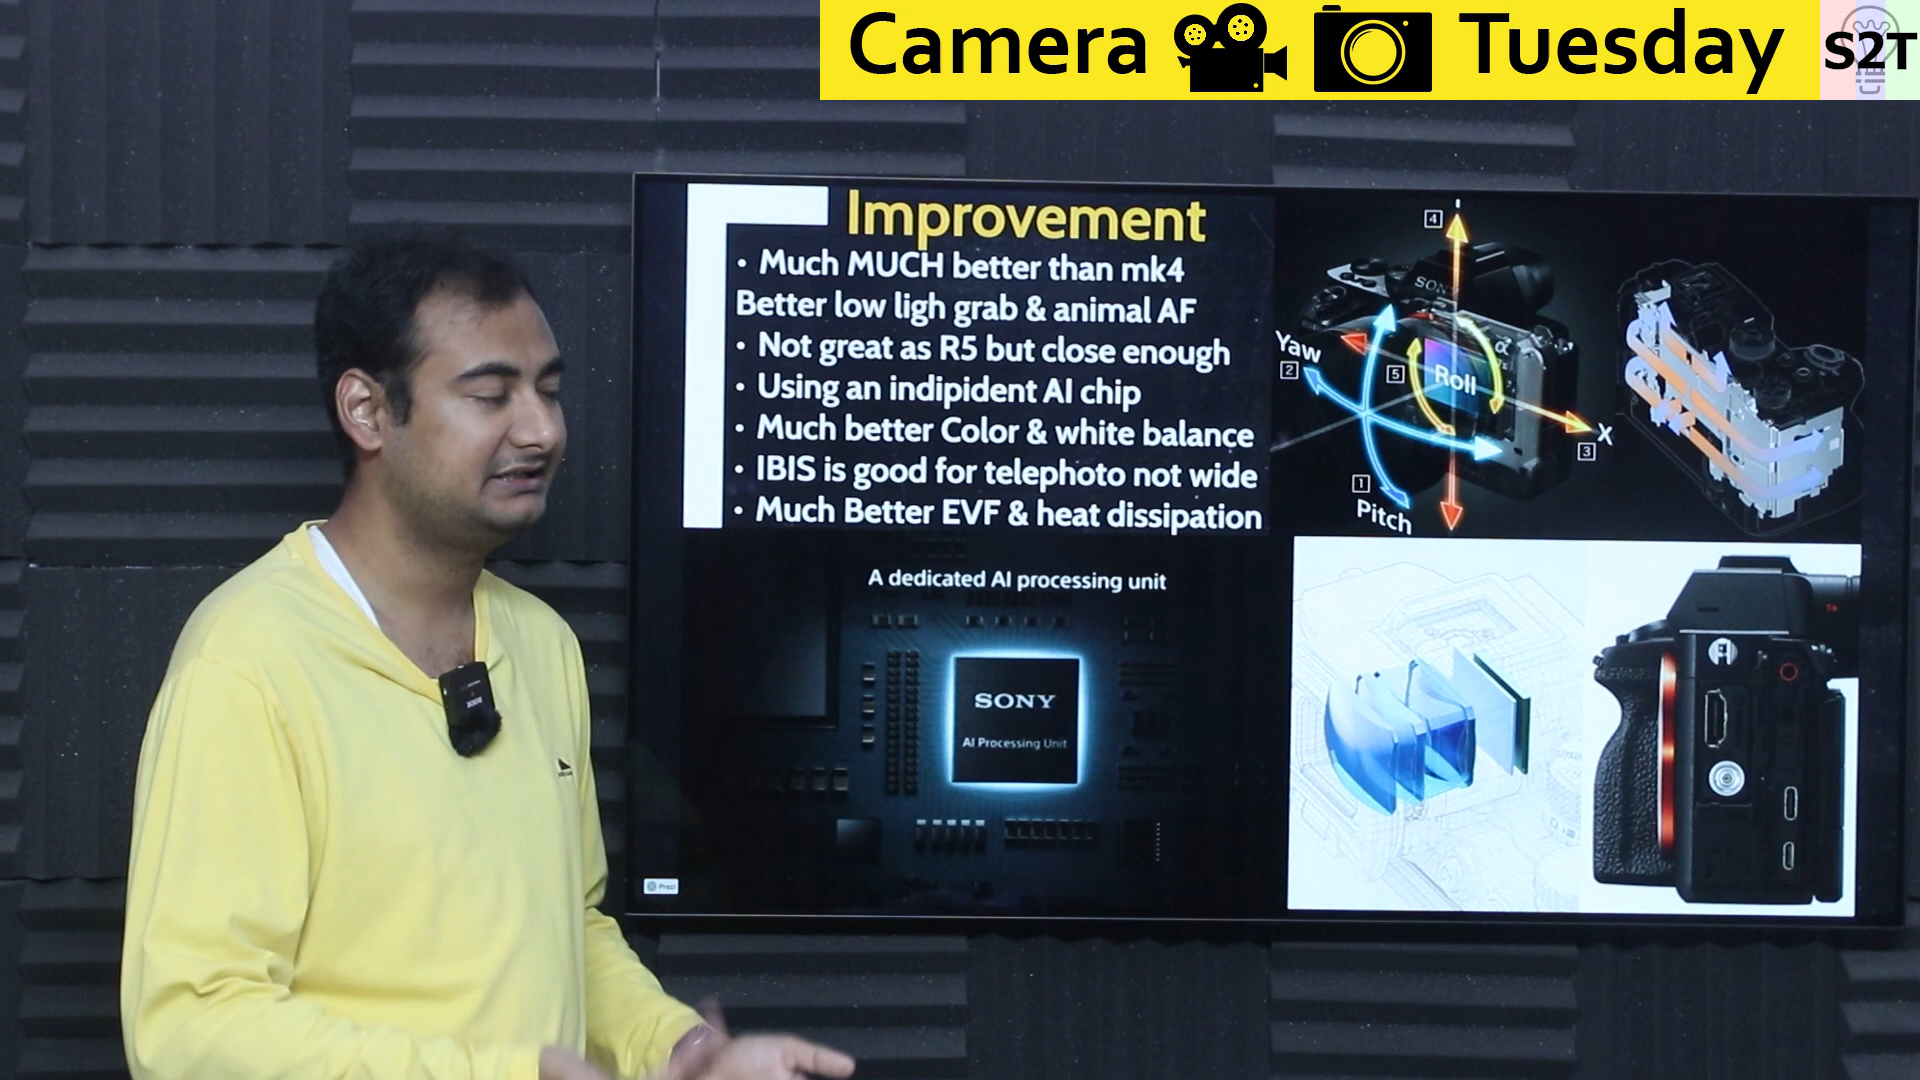 Camera Tuesday S2T
Improvement
• Much MUCH better than mk4
Better low ligh grab & animal AF
• Not great as R5 but close enough
• Using an indipident AI chip
• Much better Color & white balance
• IBIS is good for telephoto not wide
• Much Better EVF & heat dissipation
A dedicated AI processing unit
SONY
AI Processing Unit
Prezi
4
SONY
Yaw
2
5
Roll
α
X
3
1
Pitch